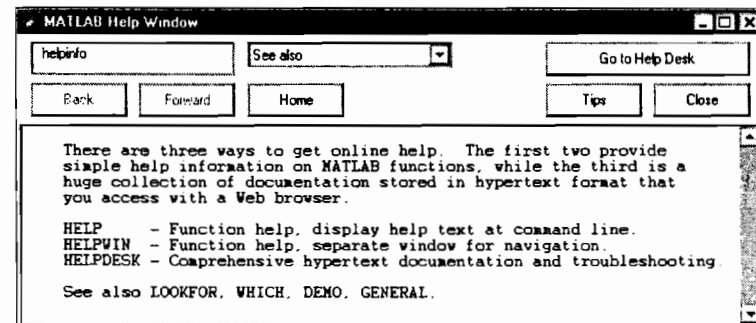 MATLAB Help Window
helpinfo See also Go to Help Desk
Back Forward Home Tips Close
There are three ways to get online help. The first two provide
simple help information on MATLAB functions, while the third is a
huge collection of documentation stored in hypertext format that
you access with a Web browser.
HELP - Function help, display help text at command line.
HELPWIN - Function help, separate window for navigation.
HELPDESK - Comprehensive hypertext documentation and troubleshooting.
See also LOOKFOR, WHICH, DEMO, GENERAL.